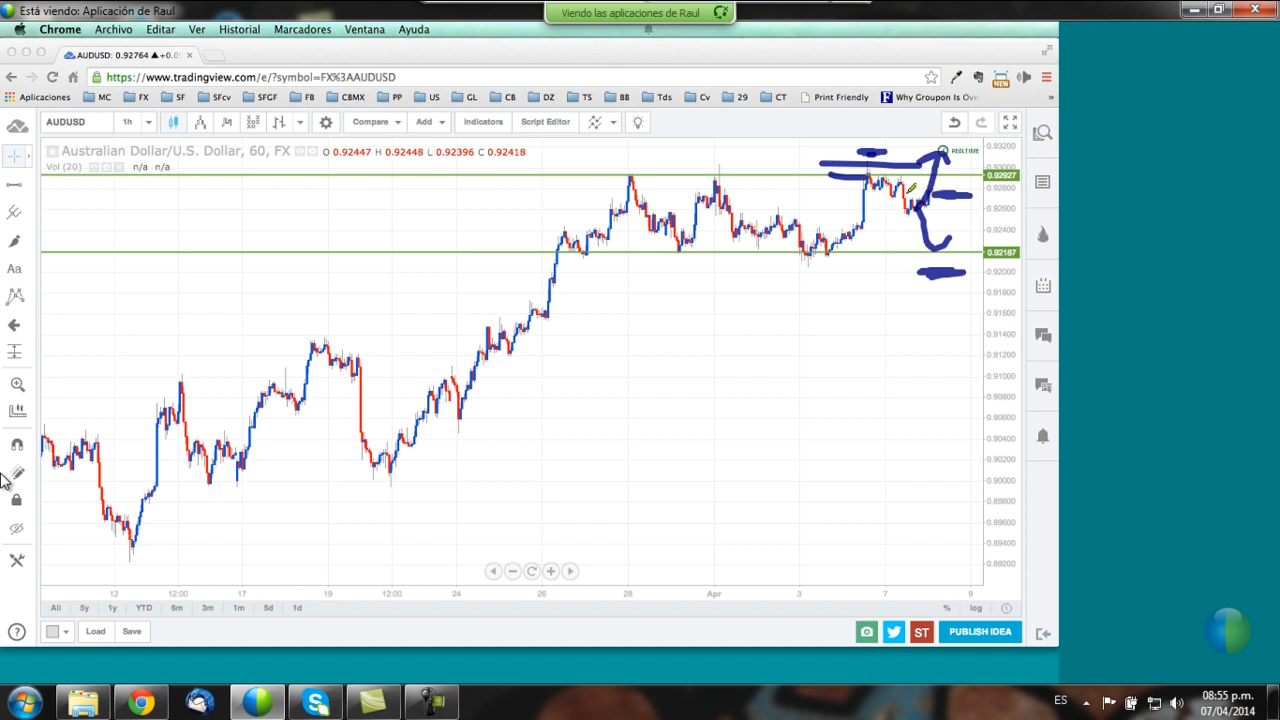 Está viendo: Aplicación de Raul
Viendo las aplicaciones de Raul
Chrome Archivo Editar Ver Historial Marcadores Ventana Ayuda
AUDUSD: 0.92764 ▲+0.0
https://www.tradingview.com/e/?symbol=FX%3AAUDUSD
Aplicaciones MC FX SF SFcv SFGF FB CBMX PP US GL CB DZ TS BB Tds Cv 29 CT Print Friendly Why Groupon Is Ove »
NEW
AUDUSD 1h Compare Add Indicators Script Editor
Australian Dollar/U.S. Dollar, 60, FX O 0.92447 H 0.92448 L 0.92396 C 0.92418
Vol (20) n/a n/a
REALTIME
0.93200
0.93000
0.92927
0.92800
0.92600
0.92400
0.92187
0.92000
0.91800
0.91600
0.91400
0.91200
0.91000
0.90800
0.90600
0.90400
0.90200
0.90000
0.89800
0.89600
0.89400
0.89200
Aa
12 12:00 17 19 12:00 24 26 28 Apr 3 7 9
All 5y 1y YTD 6m 3m 1m 5d 1d % log
Load Save ST PUBLISH IDEA
ES
08:55 p.m.
07/04/2014